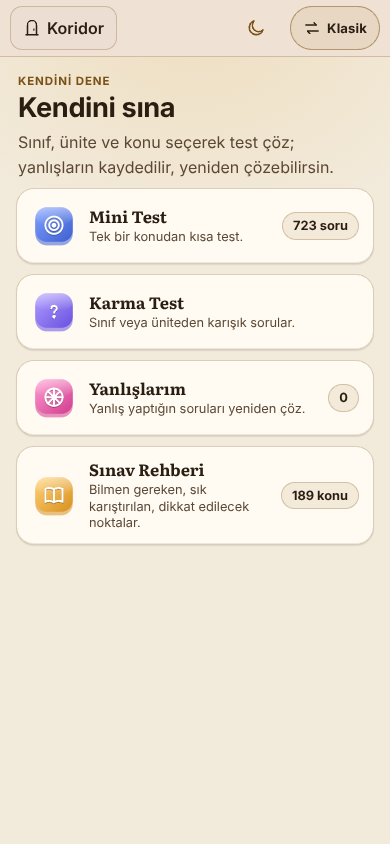 Koridor
Klasik
KENDİNİ DENE
Kendini sına
Sınıf, ünite ve konu seçerek test çöz;
yanlışların kaydedilir, yeniden çözebilirsin.
Mini Test
Tek bir konudan kısa test.
723 soru
?
Karma Test
Sınıf veya üniteden karışık sorular.
Yanlışlarım
Yanlış yaptığın soruları yeniden çöz.
0
Sınav Rehberi
Bilmen gereken, sık
karıştırılan, dikkat edilecek
noktalar.
189 konu